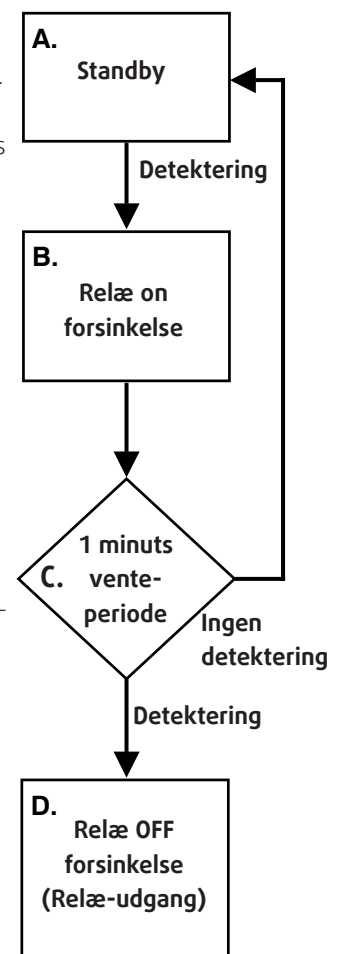 A.
Standby
Detektering
B.
Relæ on
forsinkelse
1 minuts
C. vente-
periode
Ingen
detektering
Detektering
D.
Relæ OFF
forsinkelse
(Relæ-udgang)